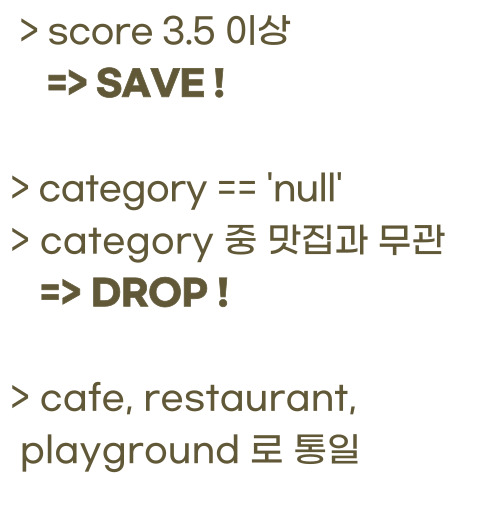 > score 3.5 이상
=> SAVE !
> category == 'null'
> category 중 맛집과 무관
=> DROP !
> cafe, restaurant,
playground 로 통일